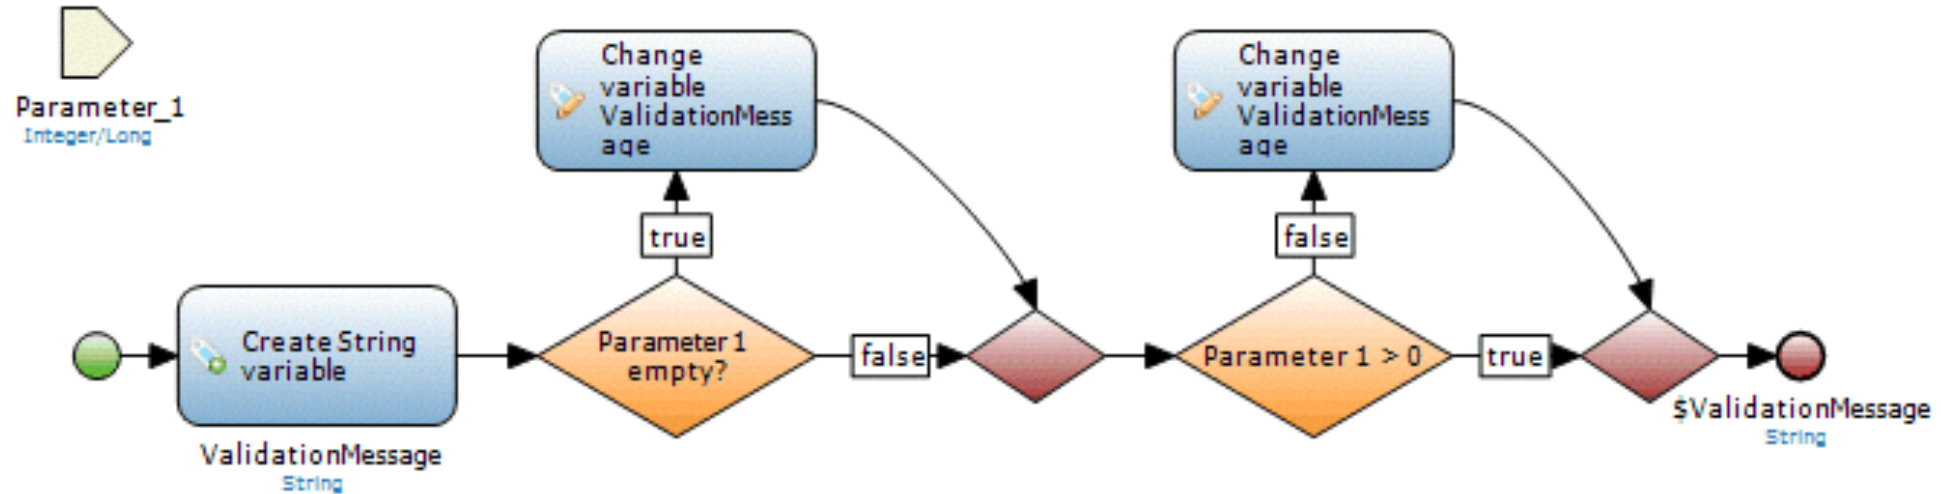 Parameter_1
Integer/Long
Create String
variable
ValidationMessage
String
Change
variable
ValidationMess
age
true
Parameter 1
empty?
false
Change
variable
ValidationMess
age
false
Parameter 1 > 0
true
$ValidationMessage
String